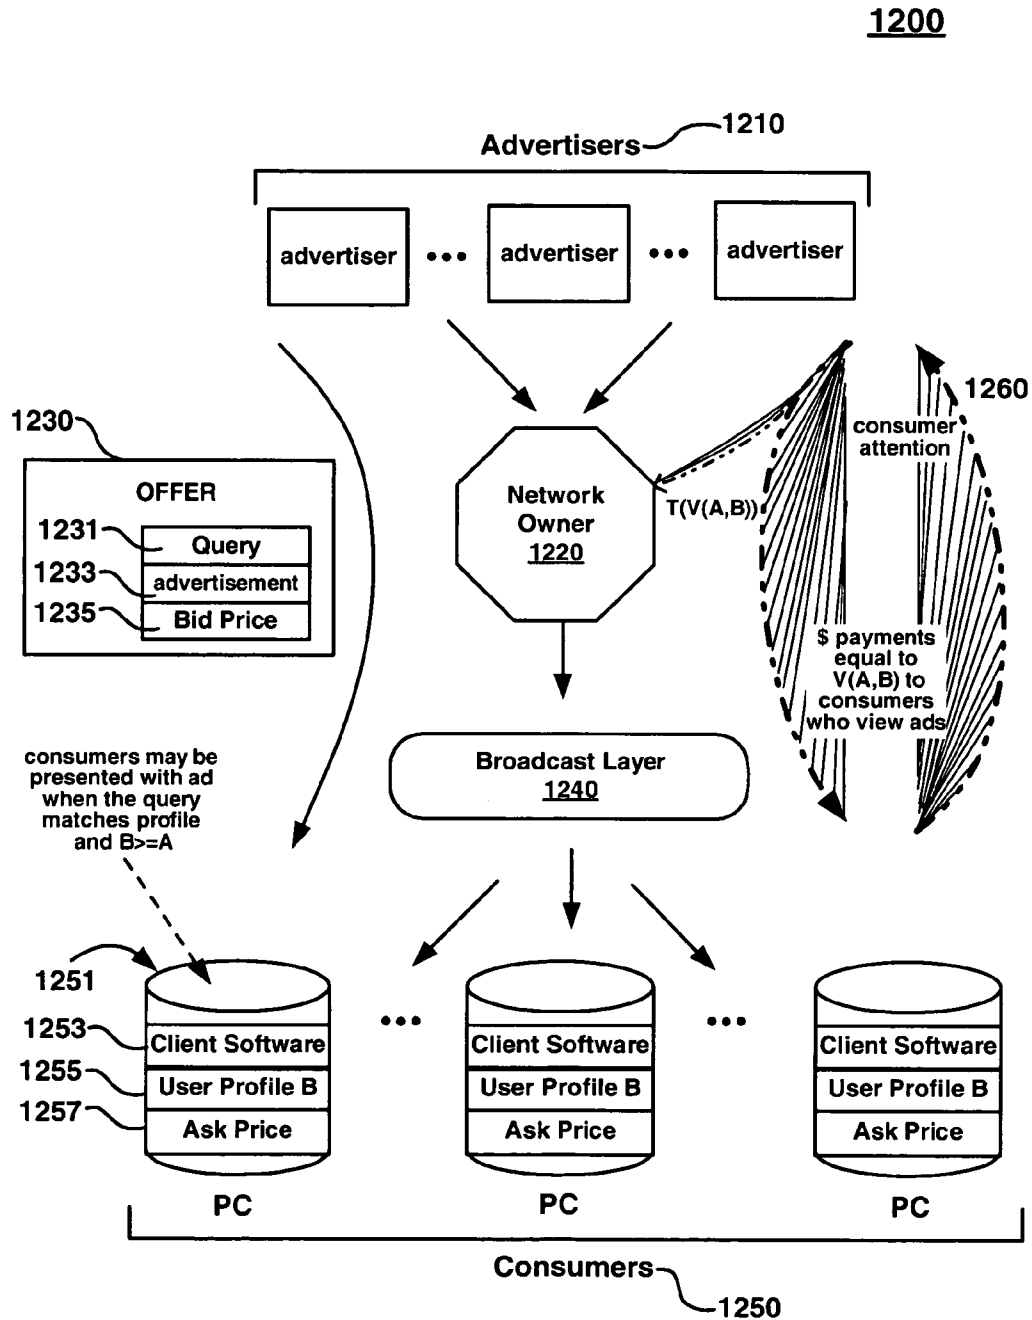 1200
1210
Advertisers
advertiser ••• advertiser ••• advertiser
1260
consumer
attention
1230
OFFER
1231
Query
1233
advertisement
1235
Bid Price
Network
Owner
1220
T(V(A,B))
$ payments
equal to
V(A,B) to
consumers
who view ads
Broadcast Layer
1240
consumers may be
presented with ad
when the query
matches profile
and B>=A
1251
1253
1255
1257
Client Software
User Profile B
Ask Price
PC
•••
Client Software
User Profile B
Ask Price
PC
•••
Client Software
User Profile B
Ask Price
PC
Consumers
1250